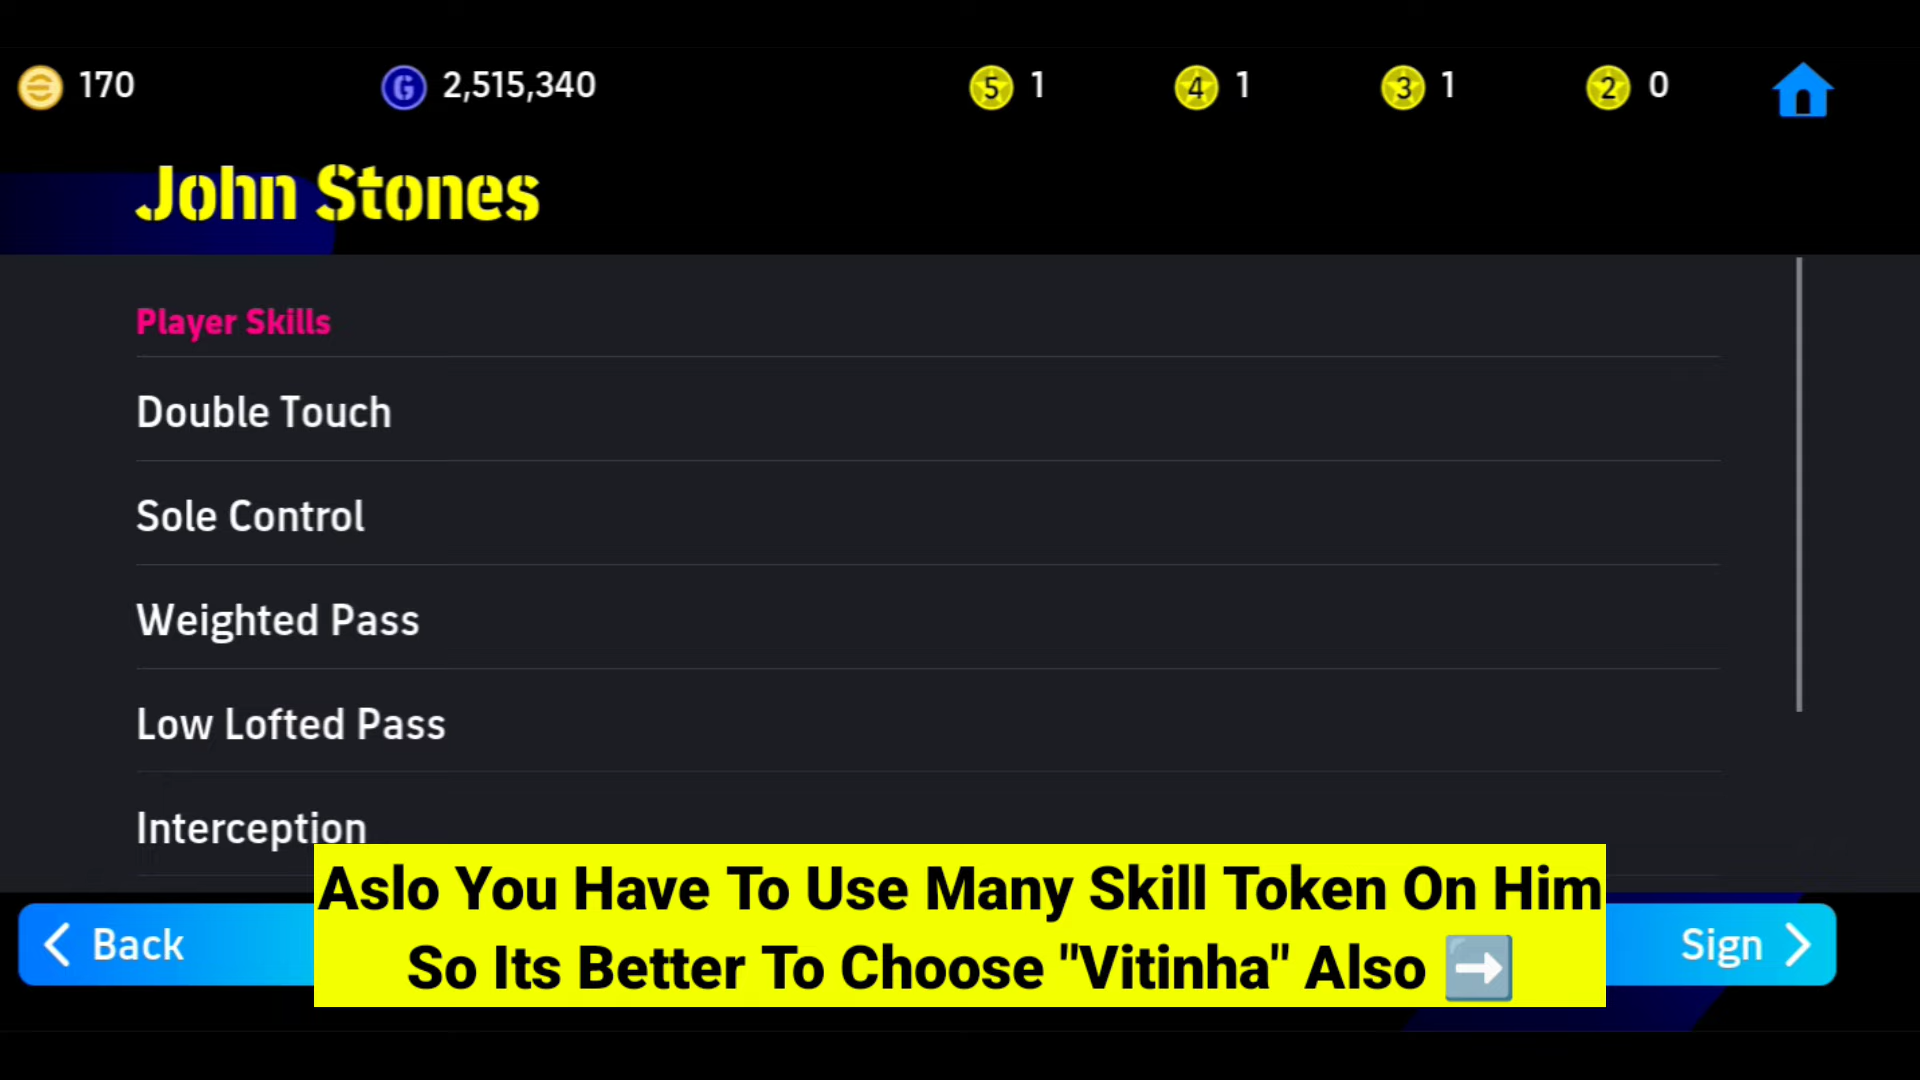 170
G 2,515,340
5 1
4 1
3 1
2 0
John Stones
Player Skills
Double Touch
Sole Control
Weighted Pass
Low Lofted Pass
Interception
Aslo You Have To Use Many Skill Token On Him
So Its Better To Choose "Vitinha" Also ➡️
Back
Sign